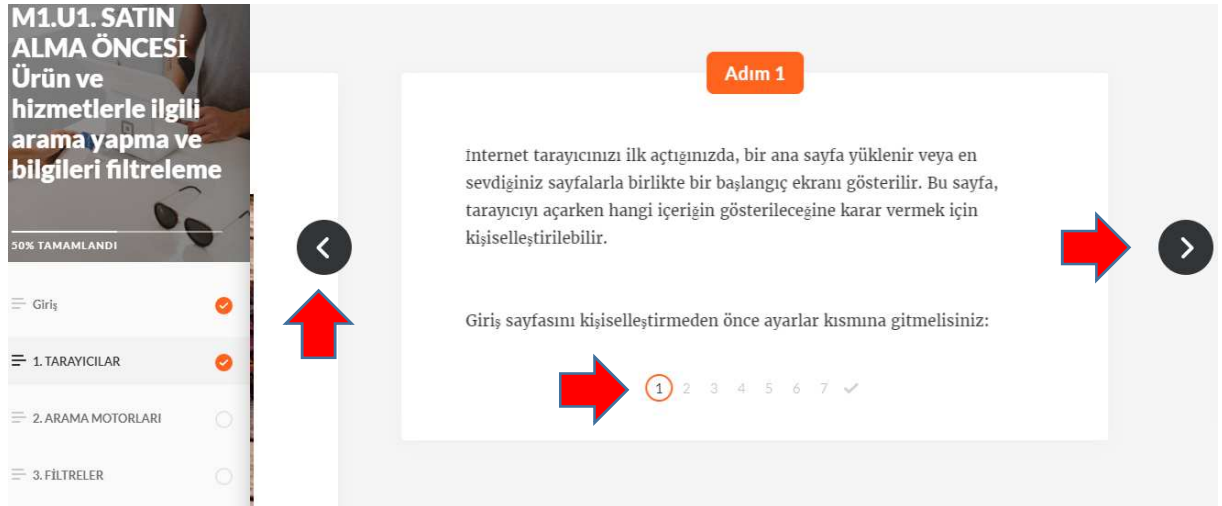 M1.U1. SATIN
ALMA ÖNCESİ
Ürün ve
hizmetlerle ilgili
arama yapma ve
bilgileri filtreleme
50% TAMAMLANDI
Giriş
1. TARAYICILAR
2. ARAMA MOTORLARI
3. FİLTRELER
Adım 1
İnternet tarayıcınızı ilk açtığınızda, bir ana sayfa yüklenir veya en
sevdiğiniz sayfalarla birlikte bir başlangıç ekranı gösterilir. Bu sayfa,
tarayıcıyı açarken hangi içeriğin gösterileceğine karar vermek için
kişiselleştirilebilir.
Giriş sayfasını kişiselleştirmeden önce ayarlar kısmına gitmelisiniz:
1 2 3 4 5 6 7